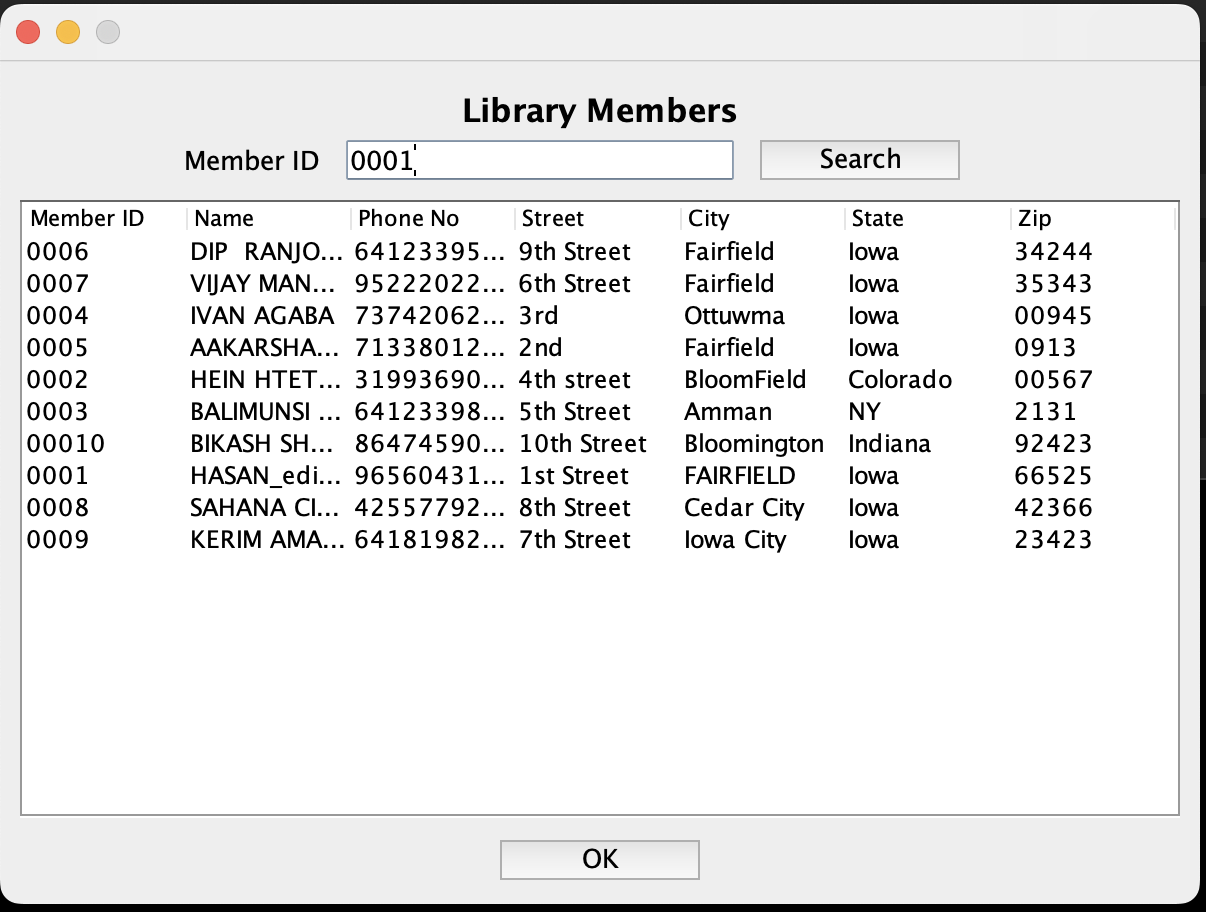 Library Members
Member ID 0001 Search
Member ID Name Phone No Street City State Zip
0006 DIP  RANJO... 64123395... 9th Street Fairfield Iowa 34244
0007 VIJAY MAN... 95222022... 6th Street Fairfield Iowa 35343
0004 IVAN AGABA 73742062... 3rd Ottuwma Iowa 00945
0005 AAKARSHA... 71338012... 2nd Fairfield Iowa 0913
0002 HEIN HTET... 31993690... 4th street BloomField Colorado 00567
0003 BALIMUNSI ... 64123398... 5th Street Amman NY 2131
00010 BIKASH SH... 86474590... 10th Street Bloomington Indiana 92423
0001 HASAN_edi... 96560431... 1st Street FAIRFIELD Iowa 66525
0008 SAHANA CI... 42557792... 8th Street Cedar City Iowa 42366
0009 KERIM AMA... 64181982... 7th Street Iowa City Iowa 23423
OK